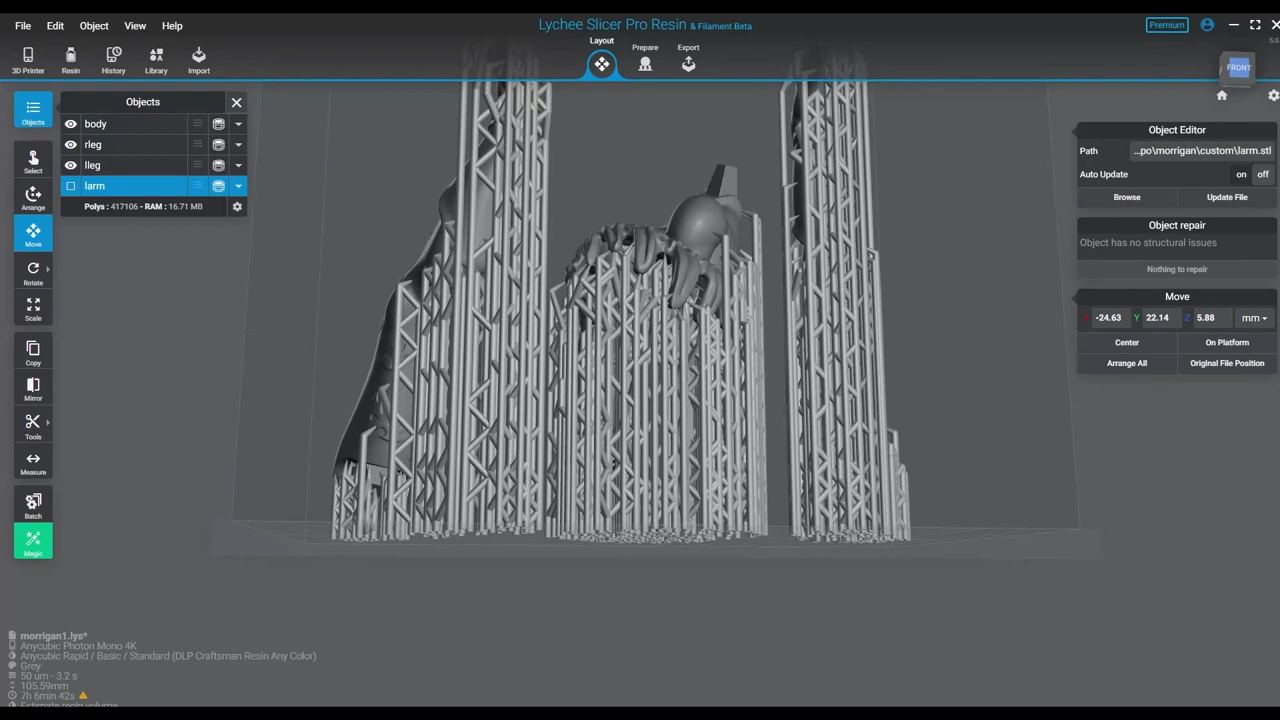 File Edit Object View Help
Lychee Slicer Pro Resin & Filament Beta
Premium
3D Printer Resin History Library Import
Layout Prepare Export
FRONT
Objects
Objects
body
rleg
lleg
larm
Polys : 417106 - RAM : 16.71 MB
Select
Arrange
Move
Rotate
Scale
Copy
Mirror
Tools
Measure
Batch
Magic
Object Editor
Path ...po\morrigan\custom\larm.stl
Auto Update on off
Browse Update File
Object repair
Object has no structural issues
Nothing to repair
Move
X -24.63 Y 22.14 Z 5.88 mm
Center On Platform
Arrange All Original File Position
morrigan1.lys*
Anycubic Photon Mono 4K
Anycubic Rapid / Basic / Standard (DLP Craftsman Resin Any Color)
Grey
50 um - 3.2 s
105.59mm
7h 6min 42s
Estimate resin volume